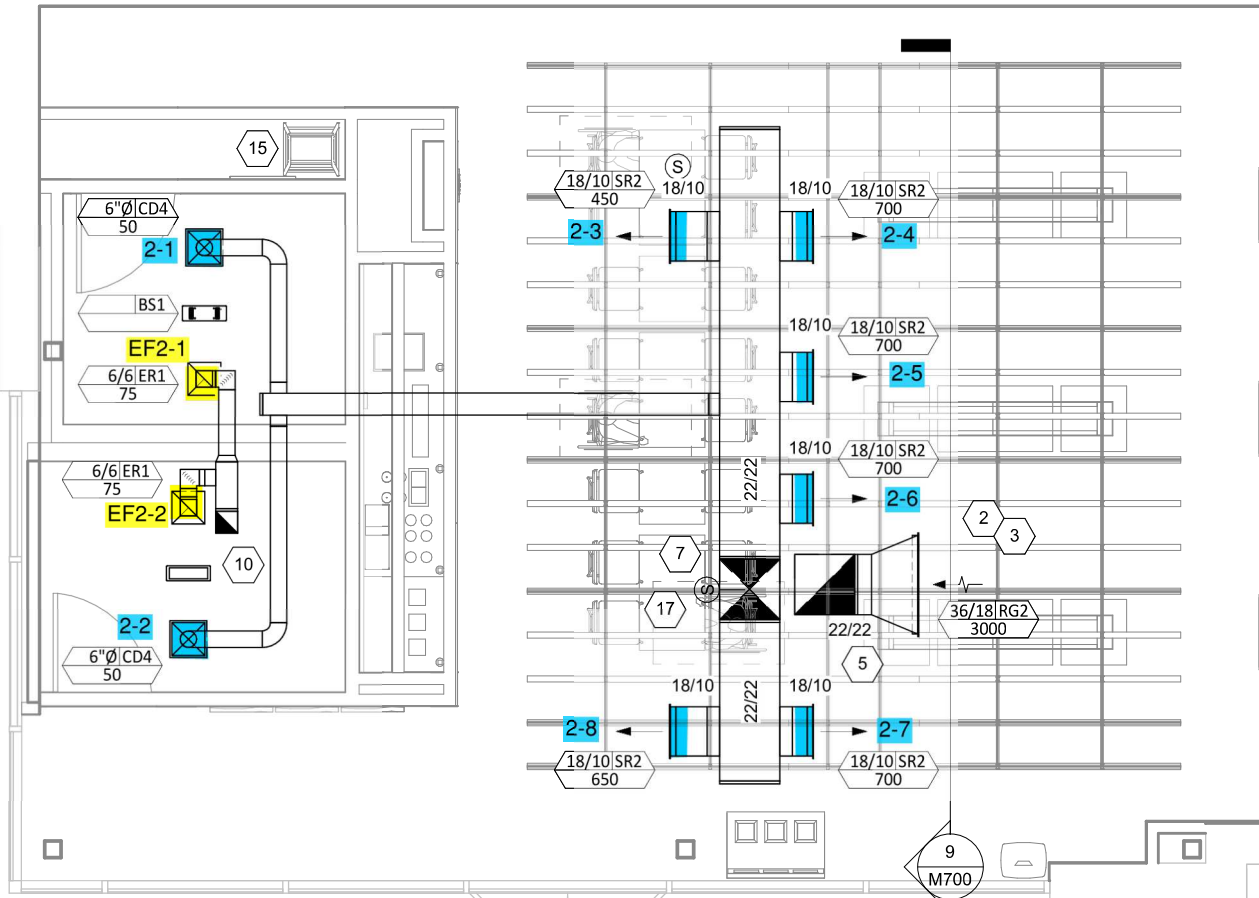 15
S
18/10 SR2
450
18/10
18/10
18/10 SR2
700
6"Ø CD4
50
2-1
2-3
2-4
BS1
18/10
18/10 SR2
700
EF2-1
6/6 ER1
75
2-5
18/10
18/10 SR2
700
6/6 ER1
75
22/22
2-6
EF2-2
2
3
7
10
S
17
36/18 RG2
3000
22/22
2-2
5
6"Ø CD4
50
18/10
22/22
18/10
2-8
2-7
18/10 SR2
650
18/10 SR2
700
9
M700